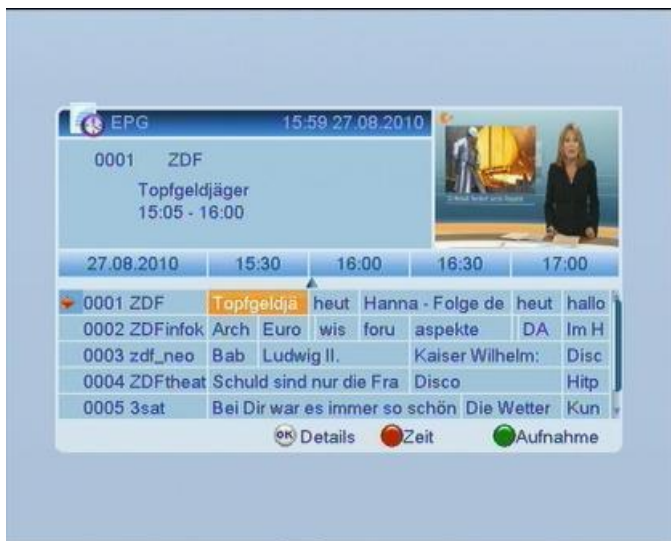 EPG 15:59 27.08.2010
0001 ZDF
Topfgeldjäger
15:05 - 16:00
27.08.2010 15:30 16:00 16:30 17:00
0001 ZDF Topfgeldjä heut Hanna - Folge de heut hallo
0002 ZDFinfok Arch Euro wis foru aspekte DA Im H
0003 zdf_neo Bab Ludwig II. Kaiser Wilhelm: Disc
0004 ZDFtheat Schuld sind nur die Fra Disco Hitp
0005 3sat Bei Dir war es immer so schön Die Wetter Kun
OK Details Zeit Aufnahme